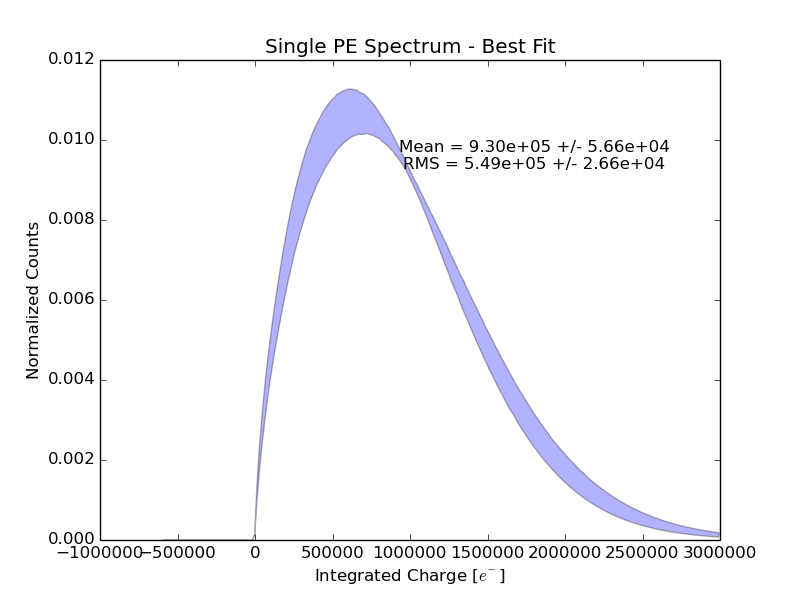 Single PE Spectrum - Best Fit
0.012
0.010
Mean = 9.30e+05 +/- 5.66e+04
RMS = 5.49e+05 +/- 2.66e+04
0.008
Normalized Counts
0.006
0.004
0.002
0.000
−1000000 −500000 0 500000 1000000 1500000 2000000 2500000 3000000
Integrated Charge [e⁻]